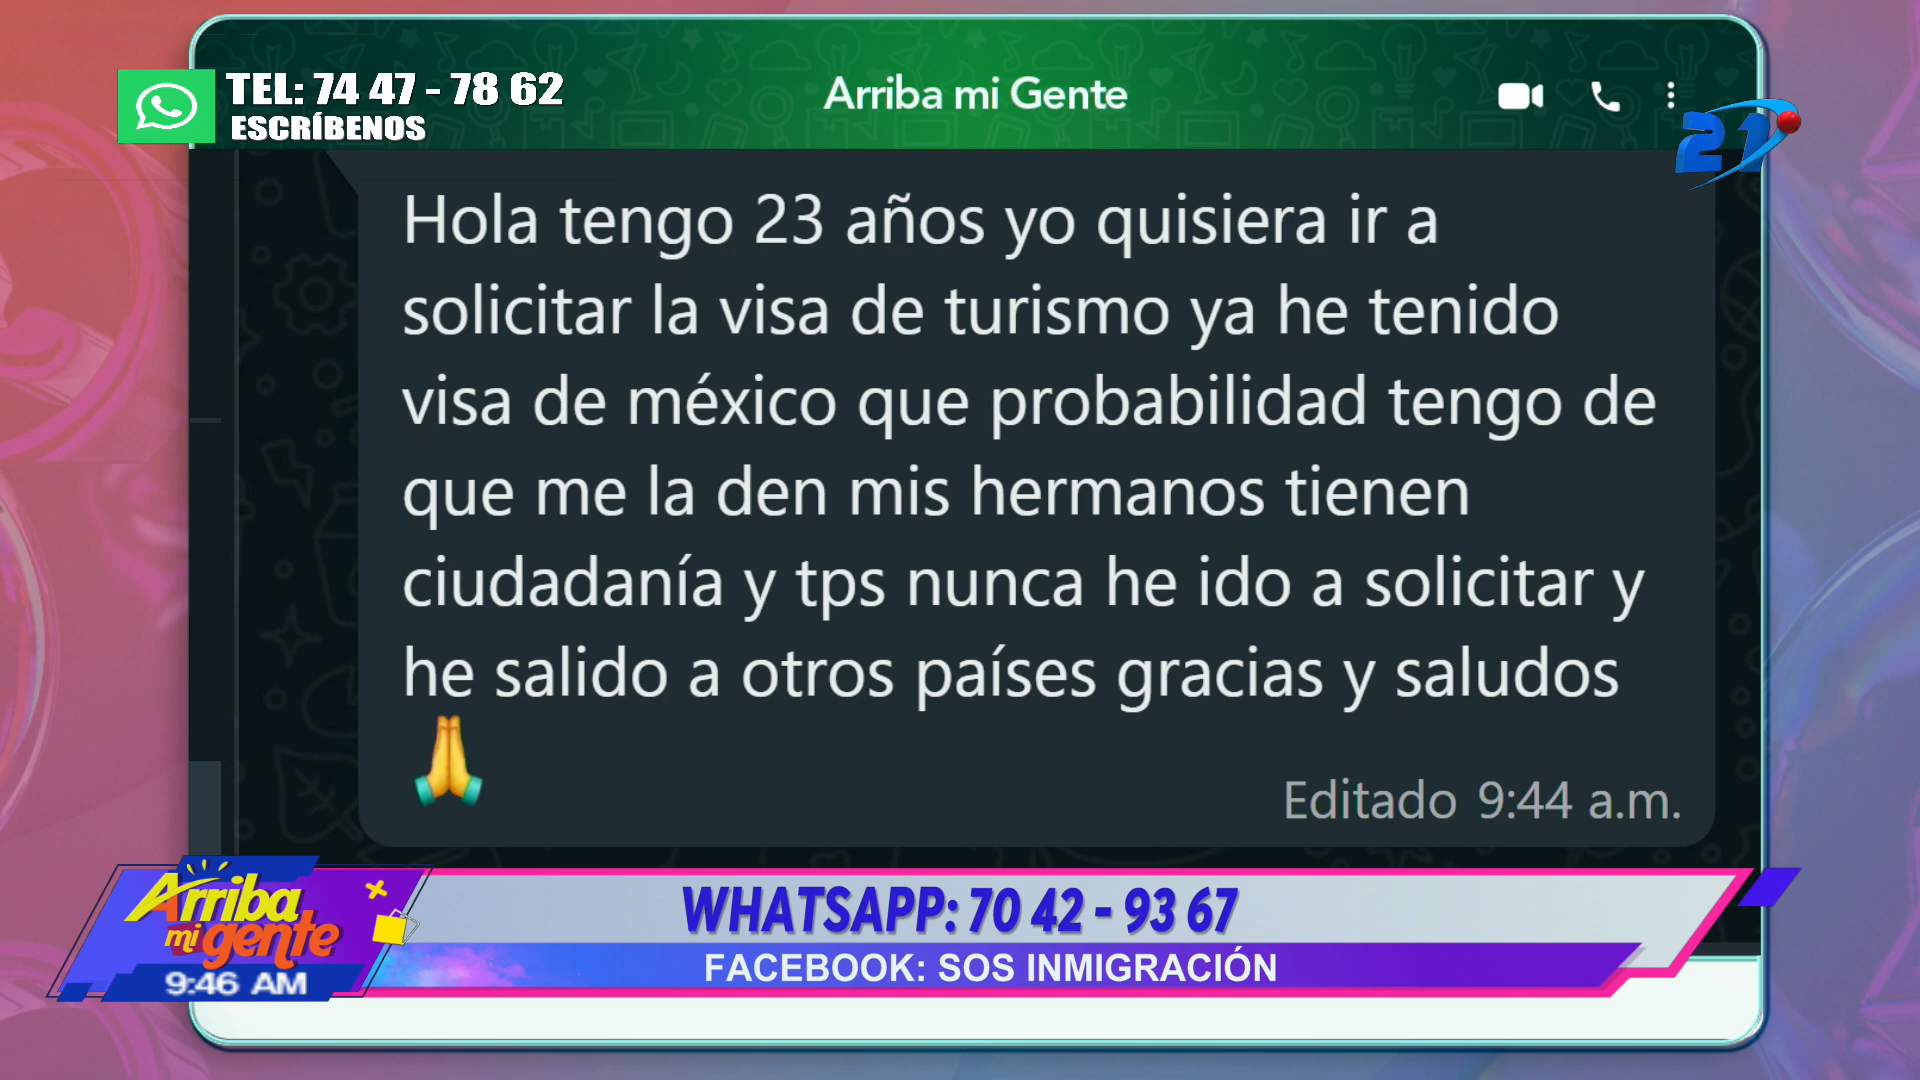 TEL: 74 47 - 78 62
ESCRÍBENOS
Arriba mi Gente
21
Hola tengo 23 años yo quisiera ir a
solicitar la visa de turismo ya he tenido
visa de méxico que probabilidad tengo de
que me la den mis hermanos tienen
ciudadanía y tps nunca he ido a solicitar y
he salido a otros países gracias y saludos
🙏
Editado 9:44 a.m.
Arriba
mi gente
9:46 AM
WHATSAPP: 70 42 - 93 67
FACEBOOK: SOS INMIGRACIÓN